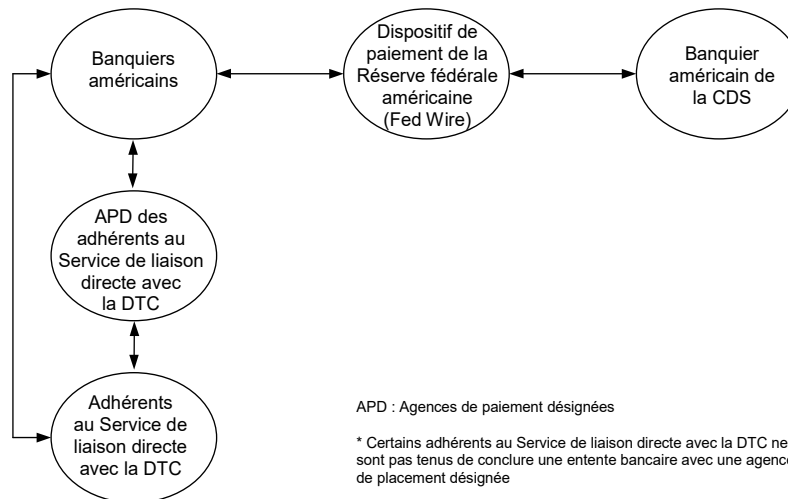 Banquiers
américains
Dispositif de
paiement de la
Réserve fédérale
américaine
(Fed Wire)
Banquier
américain de
la CDS
APD des
adhérents au
Service de liaison
directe avec
la DTC
Adhérents
au Service de
liaison directe
avec la DTC
APD : Agences de paiement désignées
* Certains adhérents au Service de liaison directe avec la DTC ne
sont pas tenus de conclure une entente bancaire avec une agence
de placement désignée